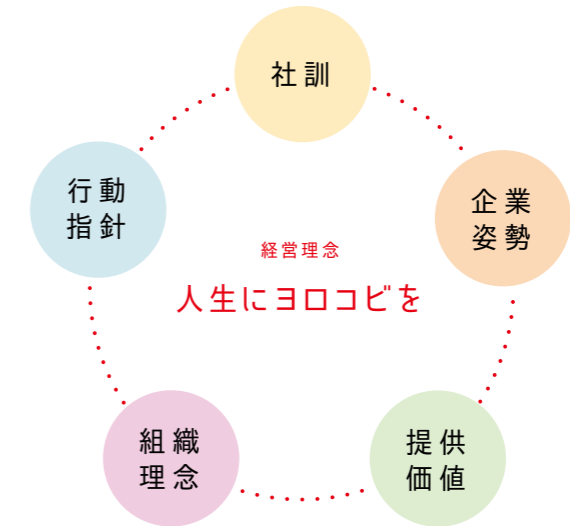 社訓
企業
姿勢
提供
価値
組織
理念
行動
指針
経営理念
人生にヨロコビを